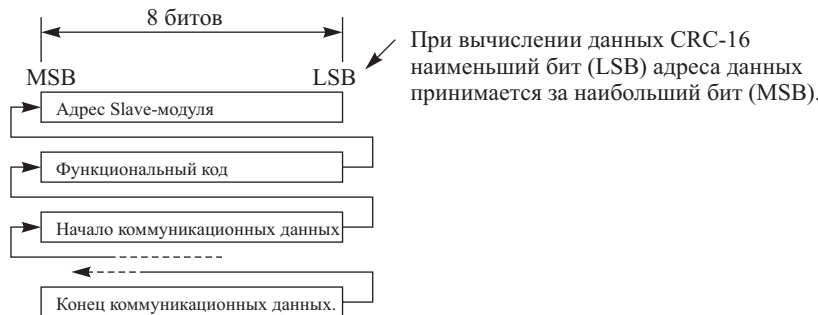 8 битов
MSB
LSB
При вычислении данных CRC-16
наименьший бит (LSB) адреса данных
принимается за наибольший бит (MSB).
Адрес Slave-модуля
Функциональный код
Начало коммуникационных данных
Конец коммуникационных данных.